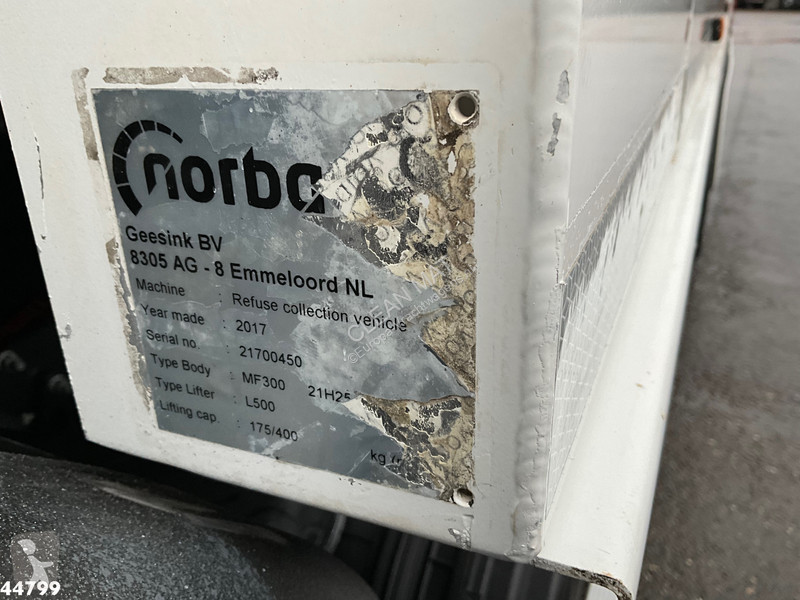 norba
Geesink BV
8305 AG - 8 Emmeloord NL
Machine : Refuse collection vehicle
Year made : 2017
Serial no. : 21700450
Type Body : MF300 21H25
Type Lifter : L500
Lifting cap. : 175/400 kg
44799